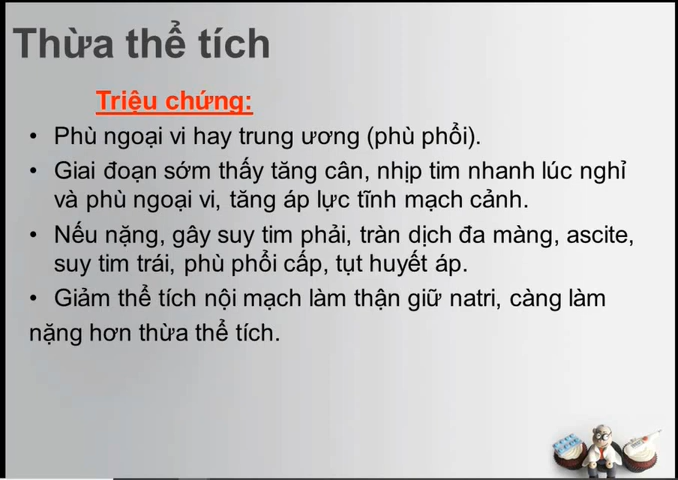 Thừa thể tích
Triệu chứng:
• Phù ngoại vi hay trung ương (phù phổi).
• Giai đoạn sớm thấy tăng cân, nhịp tim nhanh lúc nghỉ
và phù ngoại vi, tăng áp lực tĩnh mạch cảnh.
• Nếu nặng, gây suy tim phải, tràn dịch đa màng, ascite,
suy tim trái, phù phổi cấp, tụt huyết áp.
• Giảm thể tích nội mạch làm thận giữ natri, càng làm
nặng hơn thừa thể tích.